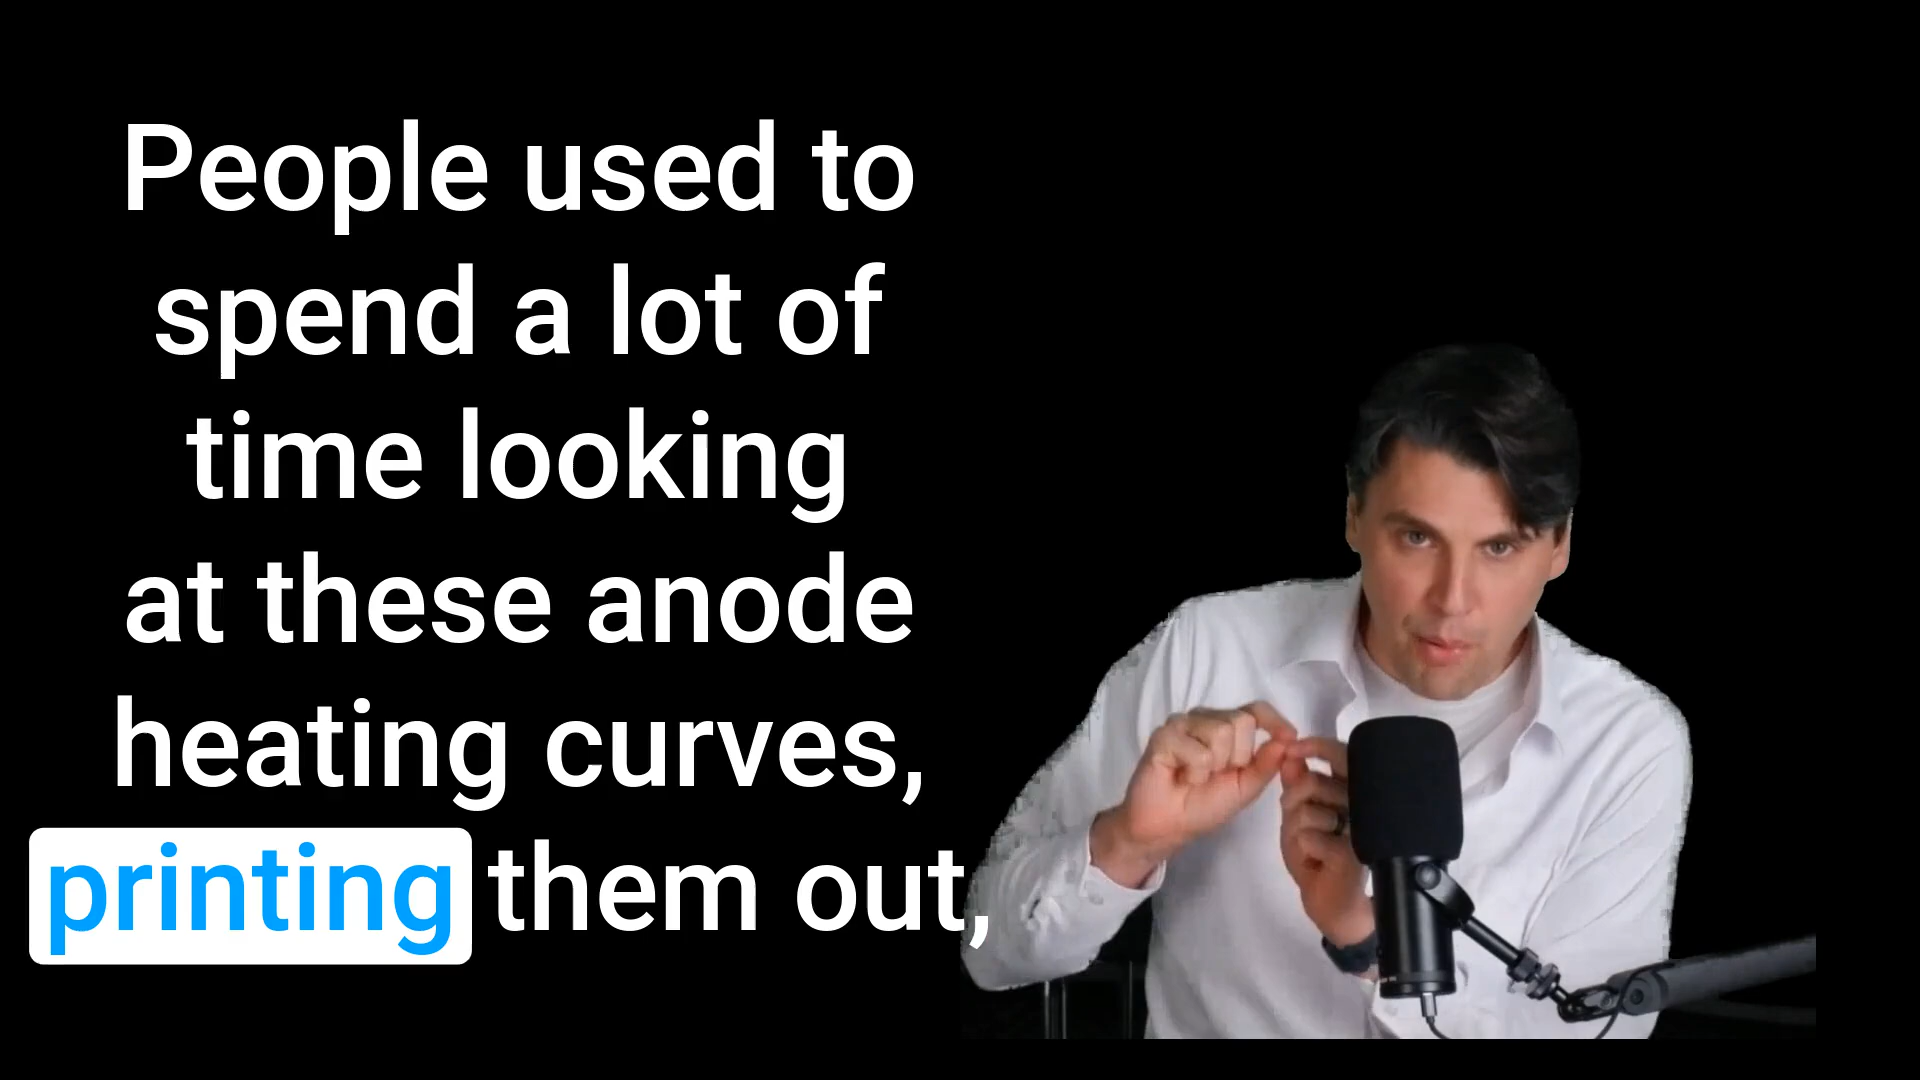 People used to
spend a lot of
time looking
at these anode
heating curves,
printing them out,